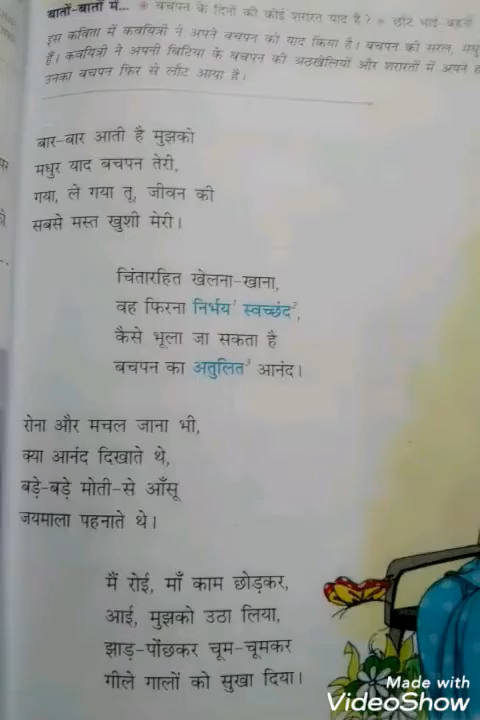 बातों-बातों में... * बचपन के दिनों की कोई शरारत याद है? * छोटे भाई-बहनों
इस कविता में कवयित्री ने अपने बचपन को याद किया है। बचपन की सरल, मधु
हैं। कवयित्री ने अपनी बिटिया के बचपन की अठखेलियों और शरारतों में अपने
उनका बचपन फिर से लौट आया है।
बार-बार आती है मुझको
मधुर याद बचपन तेरी,
गया, ले गया तू, जीवन की
सबसे मस्त खुशी मेरी।
चिंतारहित खेलना-खाना,
वह फिरना निर्भय¹ स्वच्छंद²,
कैसे भूला जा सकता है
बचपन का अतुलित³ आनंद।
रोना और मचल जाना भी,
क्या आनंद दिखाते थे,
बड़े-बड़े मोती-से आँसू
जयमाला पहनाते थे।
मैं रोई, माँ काम छोड़कर,
आई, मुझको उठा लिया,
झाड़-पोंछकर चूम-चूमकर
गीले गालों को सुखा दिया।
Made with
VideoShow